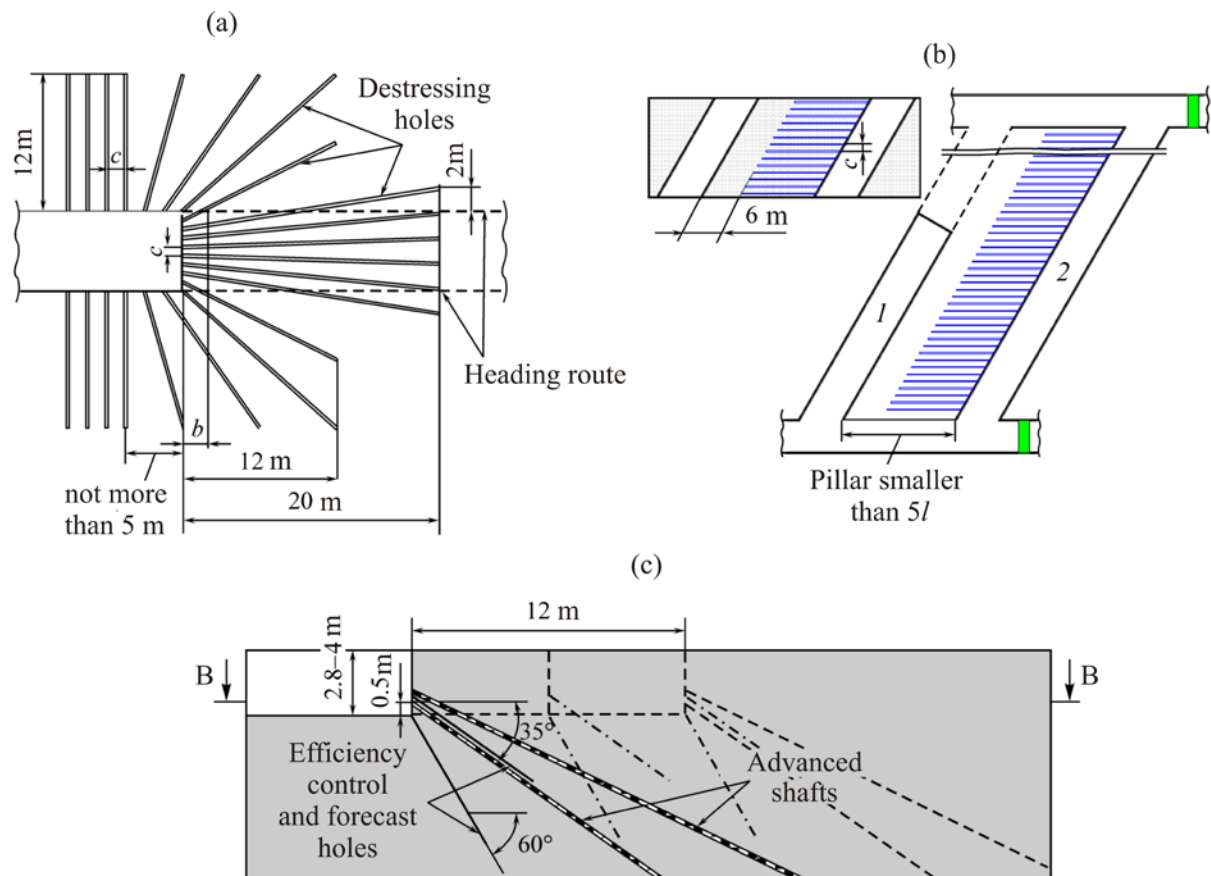 (a)
12 m
c
Destressing
holes
2m
c
Heading route
b
12 m
not more
than 5 m
20 m
(b)
c
6 m
1
2
Pillar smaller
than 5l
(c)
12 m
B
2.8–4 m
0.5m
B
35°
Efficiency
control
and forecast
holes
Advanced
shafts
60°